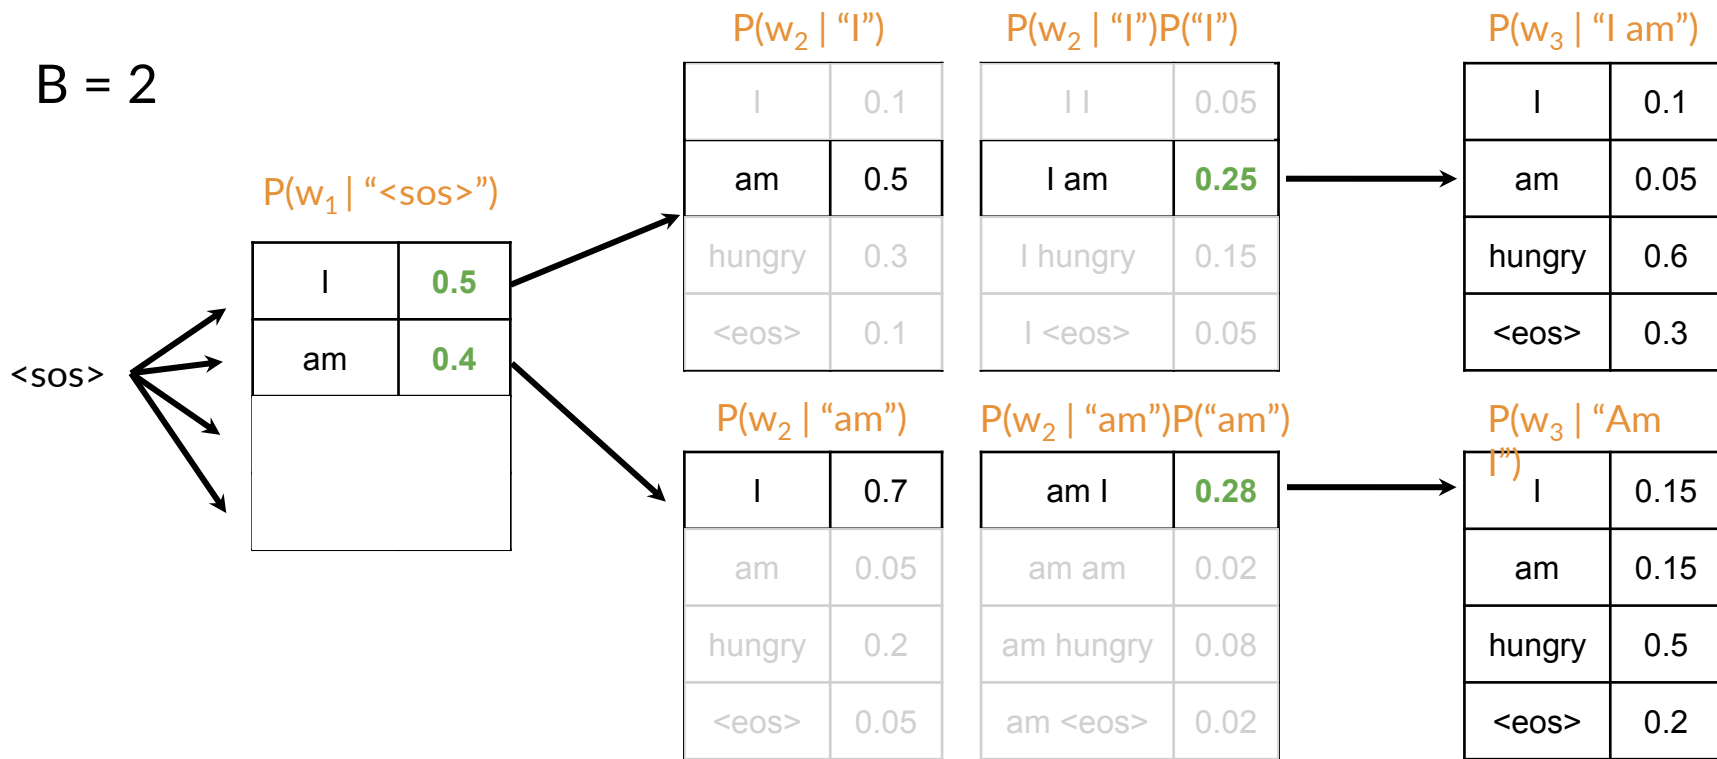 B = 2
<sos>
P(w1 | “<sos>”)
I 0.5
am 0.4
P(w2 | “I”)
I 0.1
am 0.5
hungry 0.3
<eos> 0.1
P(w2 | “I”)P(“I”)
I I 0.05
I am 0.25
I hungry 0.15
I <eos> 0.05
P(w3 | “I am”)
I 0.1
am 0.05
hungry 0.6
<eos> 0.3
P(w2 | “am”)
I 0.7
am 0.05
hungry 0.2
<eos> 0.05
P(w2 | “am”)P(“am”)
am I 0.28
am am 0.02
am hungry 0.08
am <eos> 0.02
P(w3 | “Am
I”)
I 0.15
am 0.15
hungry 0.5
<eos> 0.2